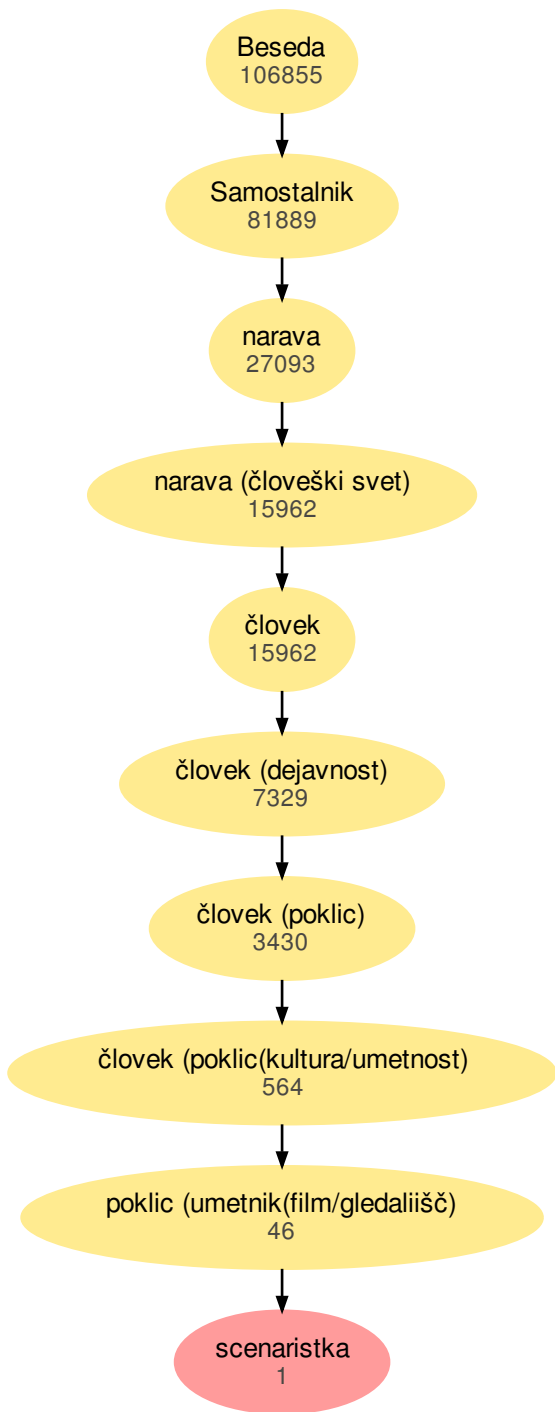 Beseda
106855
Samostalnik
81889
narava
27093
narava (človeški svet)
15962
človek
15962
človek (dejavnost)
7329
človek (poklic)
3430
človek (poklic(kultura/umetnost)
564
poklic (umetnik(film/gledaliišč)
46
scenaristka
1